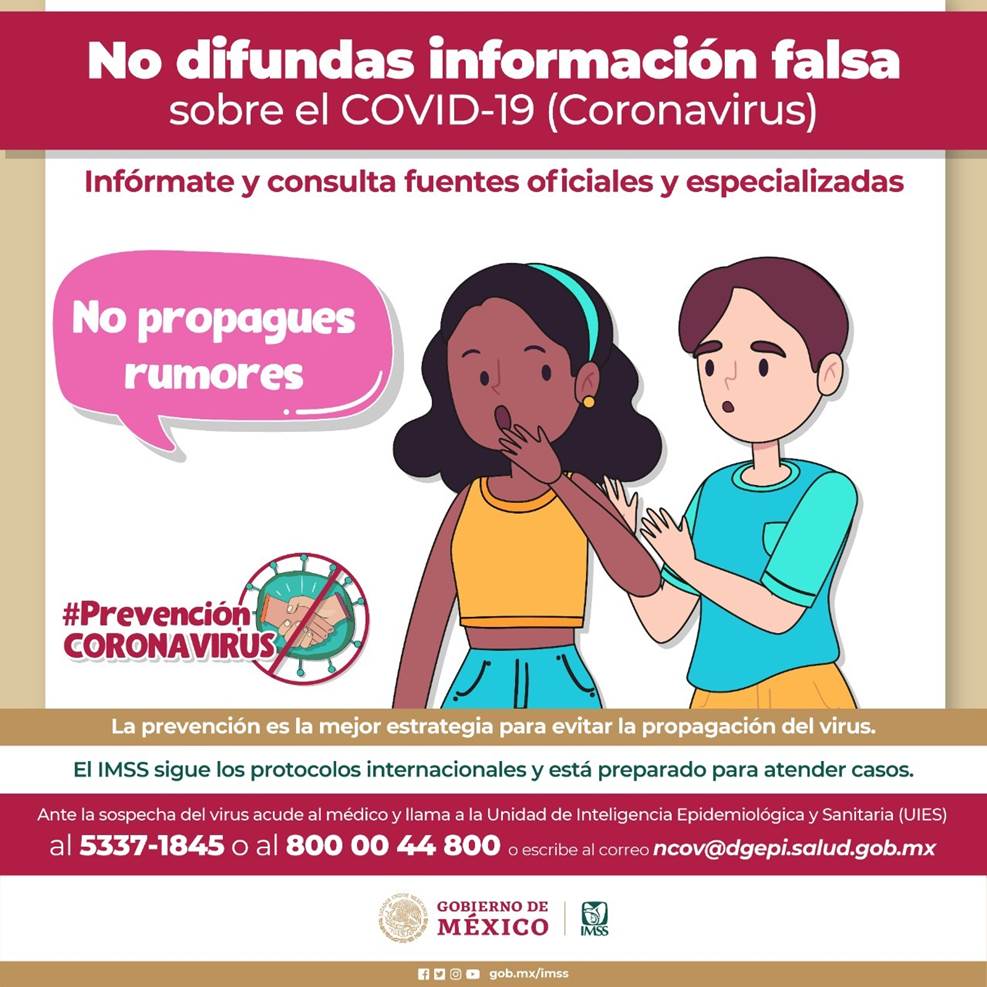 No difundas información falsa
sobre el COVID-19 (Coronavirus)
Infórmate y consulta fuentes oficiales y especializadas
No propagues
rumores
#Prevención
CORONAVIRUS
La prevención es la mejor estrategia para evitar la propagación del virus.
El IMSS sigue los protocolos internacionales y está preparado para atender casos.
Ante la sospecha del virus acude al médico y llama a la Unidad de Inteligencia Epidemiológica y Sanitaria (UIES)
al 5337-1845 o al 800 00 44 800 o escribe al correo ncov@dgepi.salud.gob.mx
GOBIERNO DE
MÉXICO
IMSS
gob.mx/imss